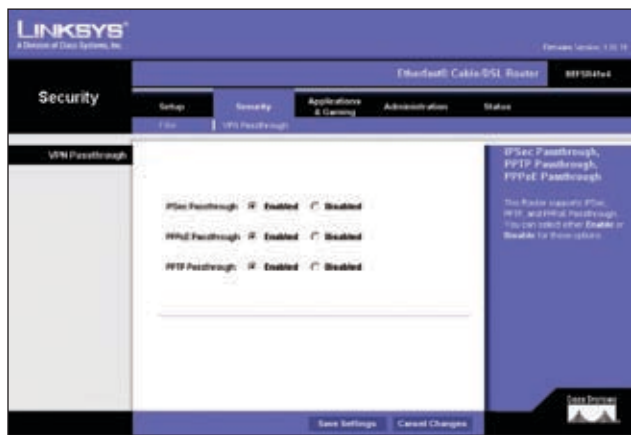 LINKSYS®
A Division of Cisco Systems, Inc.
EtherFast® Cable/DSL Router
Security
Setup
Security
Applications & Gaming
Administration
Status
Filter
VPN Passthrough
VPN Passthrough
IPSec Passthrough
Enabled
Disabled
PPPoE Passthrough
Enabled
Disabled
PPTP Passthrough
Enabled
Disabled
IPSec Passthrough,
PPTP Passthrough,
PPPoE Passthrough
The Router supports IPSec,
PPTP, and PPPoE Passthrough.
You can select either Enable or
Disable for these options.
Save Settings
Cancel Changes
Cisco Systems